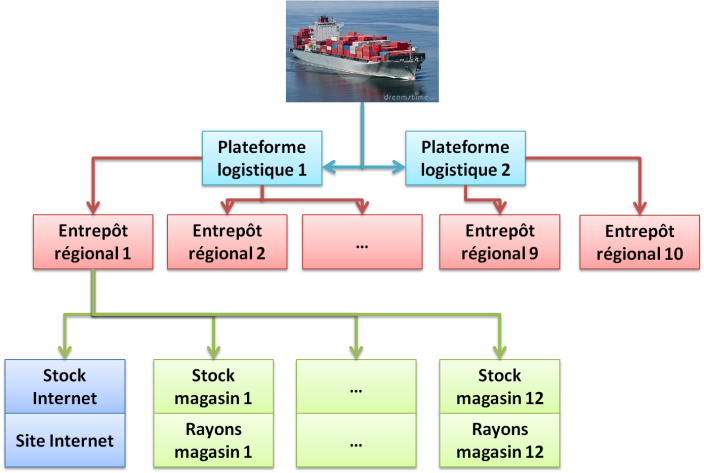 dreamstime
Plateforme
logistique 1
Plateforme
logistique 2
Entrepôt
régional 1
Entrepôt
régional 2
...
Entrepôt
régional 9
Entrepôt
régional 10
Stock
Internet
Site Internet
Stock
magasin 1
Rayons
magasin 1
...
...
Stock
magasin 12
Rayons
magasin 12